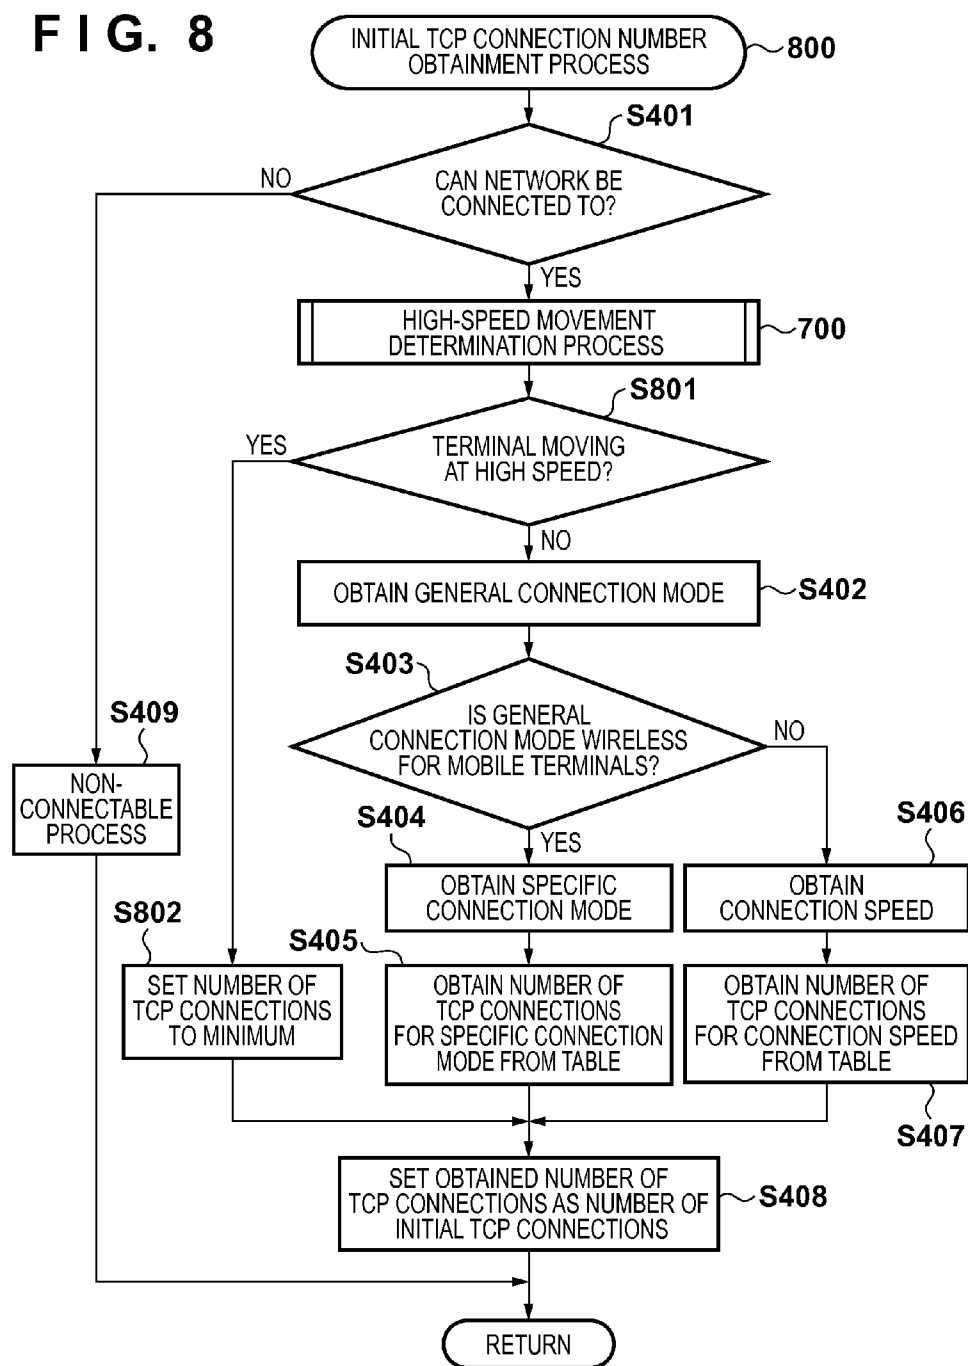 FIG. 8
INITIAL TCP CONNECTION NUMBER
OBTAINMENT PROCESS
800
S401
NO
CAN NETWORK BE
CONNECTED TO?
YES
HIGH-SPEED MOVEMENT
DETERMINATION PROCESS
700
S801
YES
TERMINAL MOVING
AT HIGH SPEED?
NO
OBTAIN GENERAL CONNECTION MODE
S402
S403
IS GENERAL
CONNECTION MODE WIRELESS
FOR MOBILE TERMINALS?
NO
YES
S409
NON-
CONNECTABLE
PROCESS
S404
OBTAIN SPECIFIC
CONNECTION MODE
S406
OBTAIN
CONNECTION SPEED
S802
SET NUMBER OF
TCP CONNECTIONS
TO MINIMUM
S405
OBTAIN NUMBER OF
TCP CONNECTIONS
FOR SPECIFIC CONNECTION
MODE FROM TABLE
OBTAIN NUMBER OF
TCP CONNECTIONS
FOR CONNECTION SPEED
FROM TABLE
S407
SET OBTAINED NUMBER OF
TCP CONNECTIONS AS NUMBER OF
INITIAL TCP CONNECTIONS
S408
RETURN